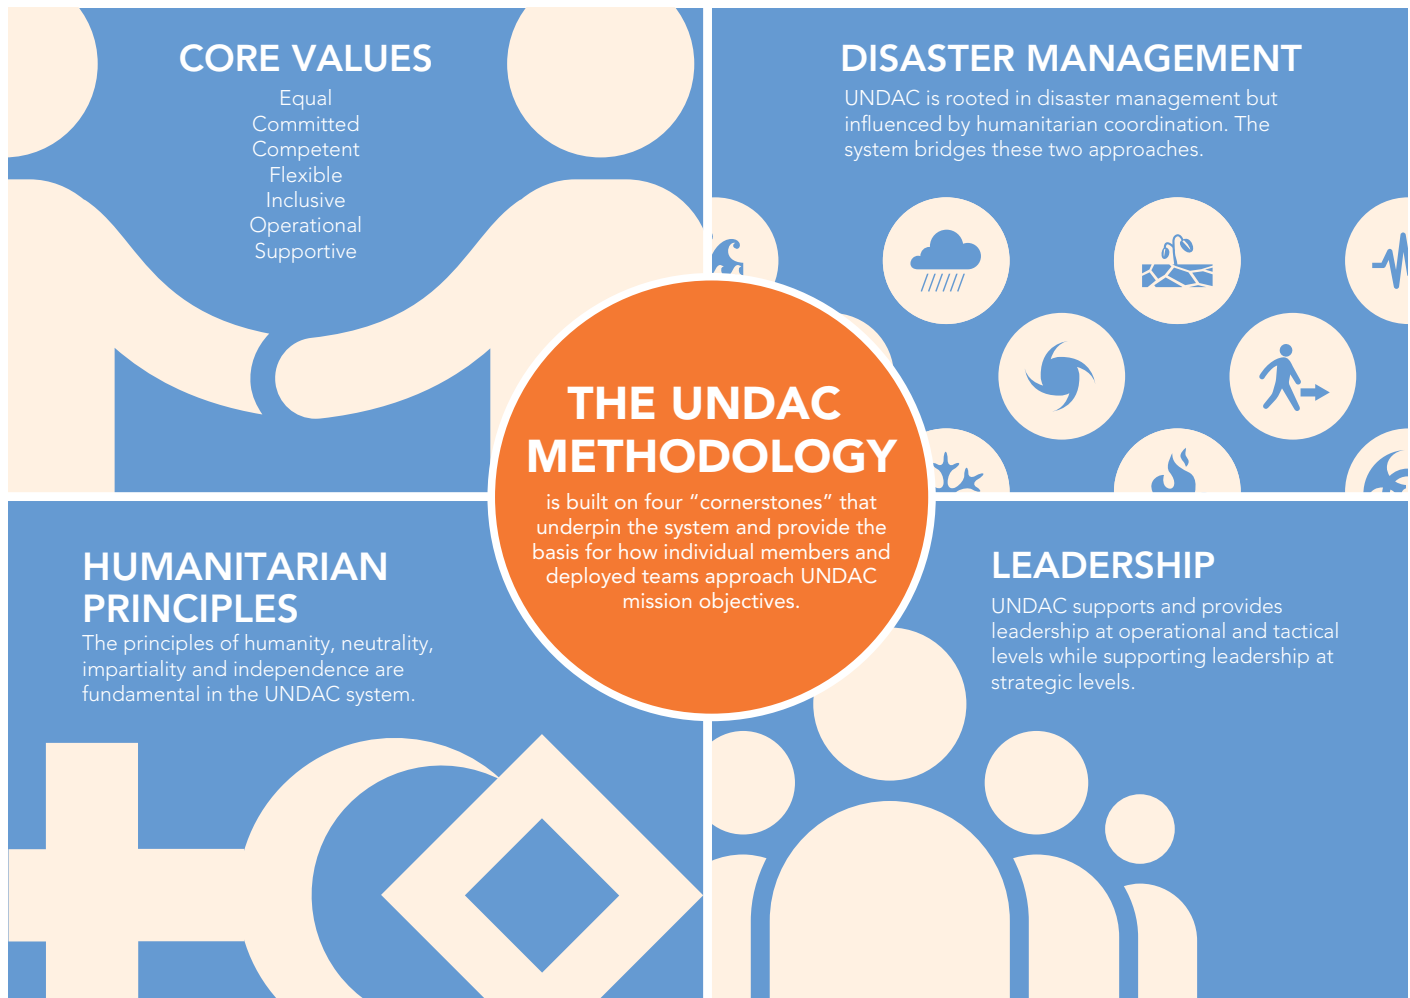 CORE VALUES
Equal
Committed
Competent
Flexible
Inclusive
Operational
Supportive
DISASTER MANAGEMENT
UNDAC is rooted in disaster management but
influenced by humanitarian coordination. The
system bridges these two approaches.
THE UNDAC
METHODOLOGY
is built on four “cornerstones” that
underpin the system and provide the
basis for how individual members and
deployed teams approach UNDAC
mission objectives.
HUMANITARIAN
PRINCIPLES
The principles of humanity, neutrality,
impartiality and independence are
fundamental in the UNDAC system.
LEADERSHIP
UNDAC supports and provides
leadership at operational and tactical
levels while supporting leadership at
strategic levels.